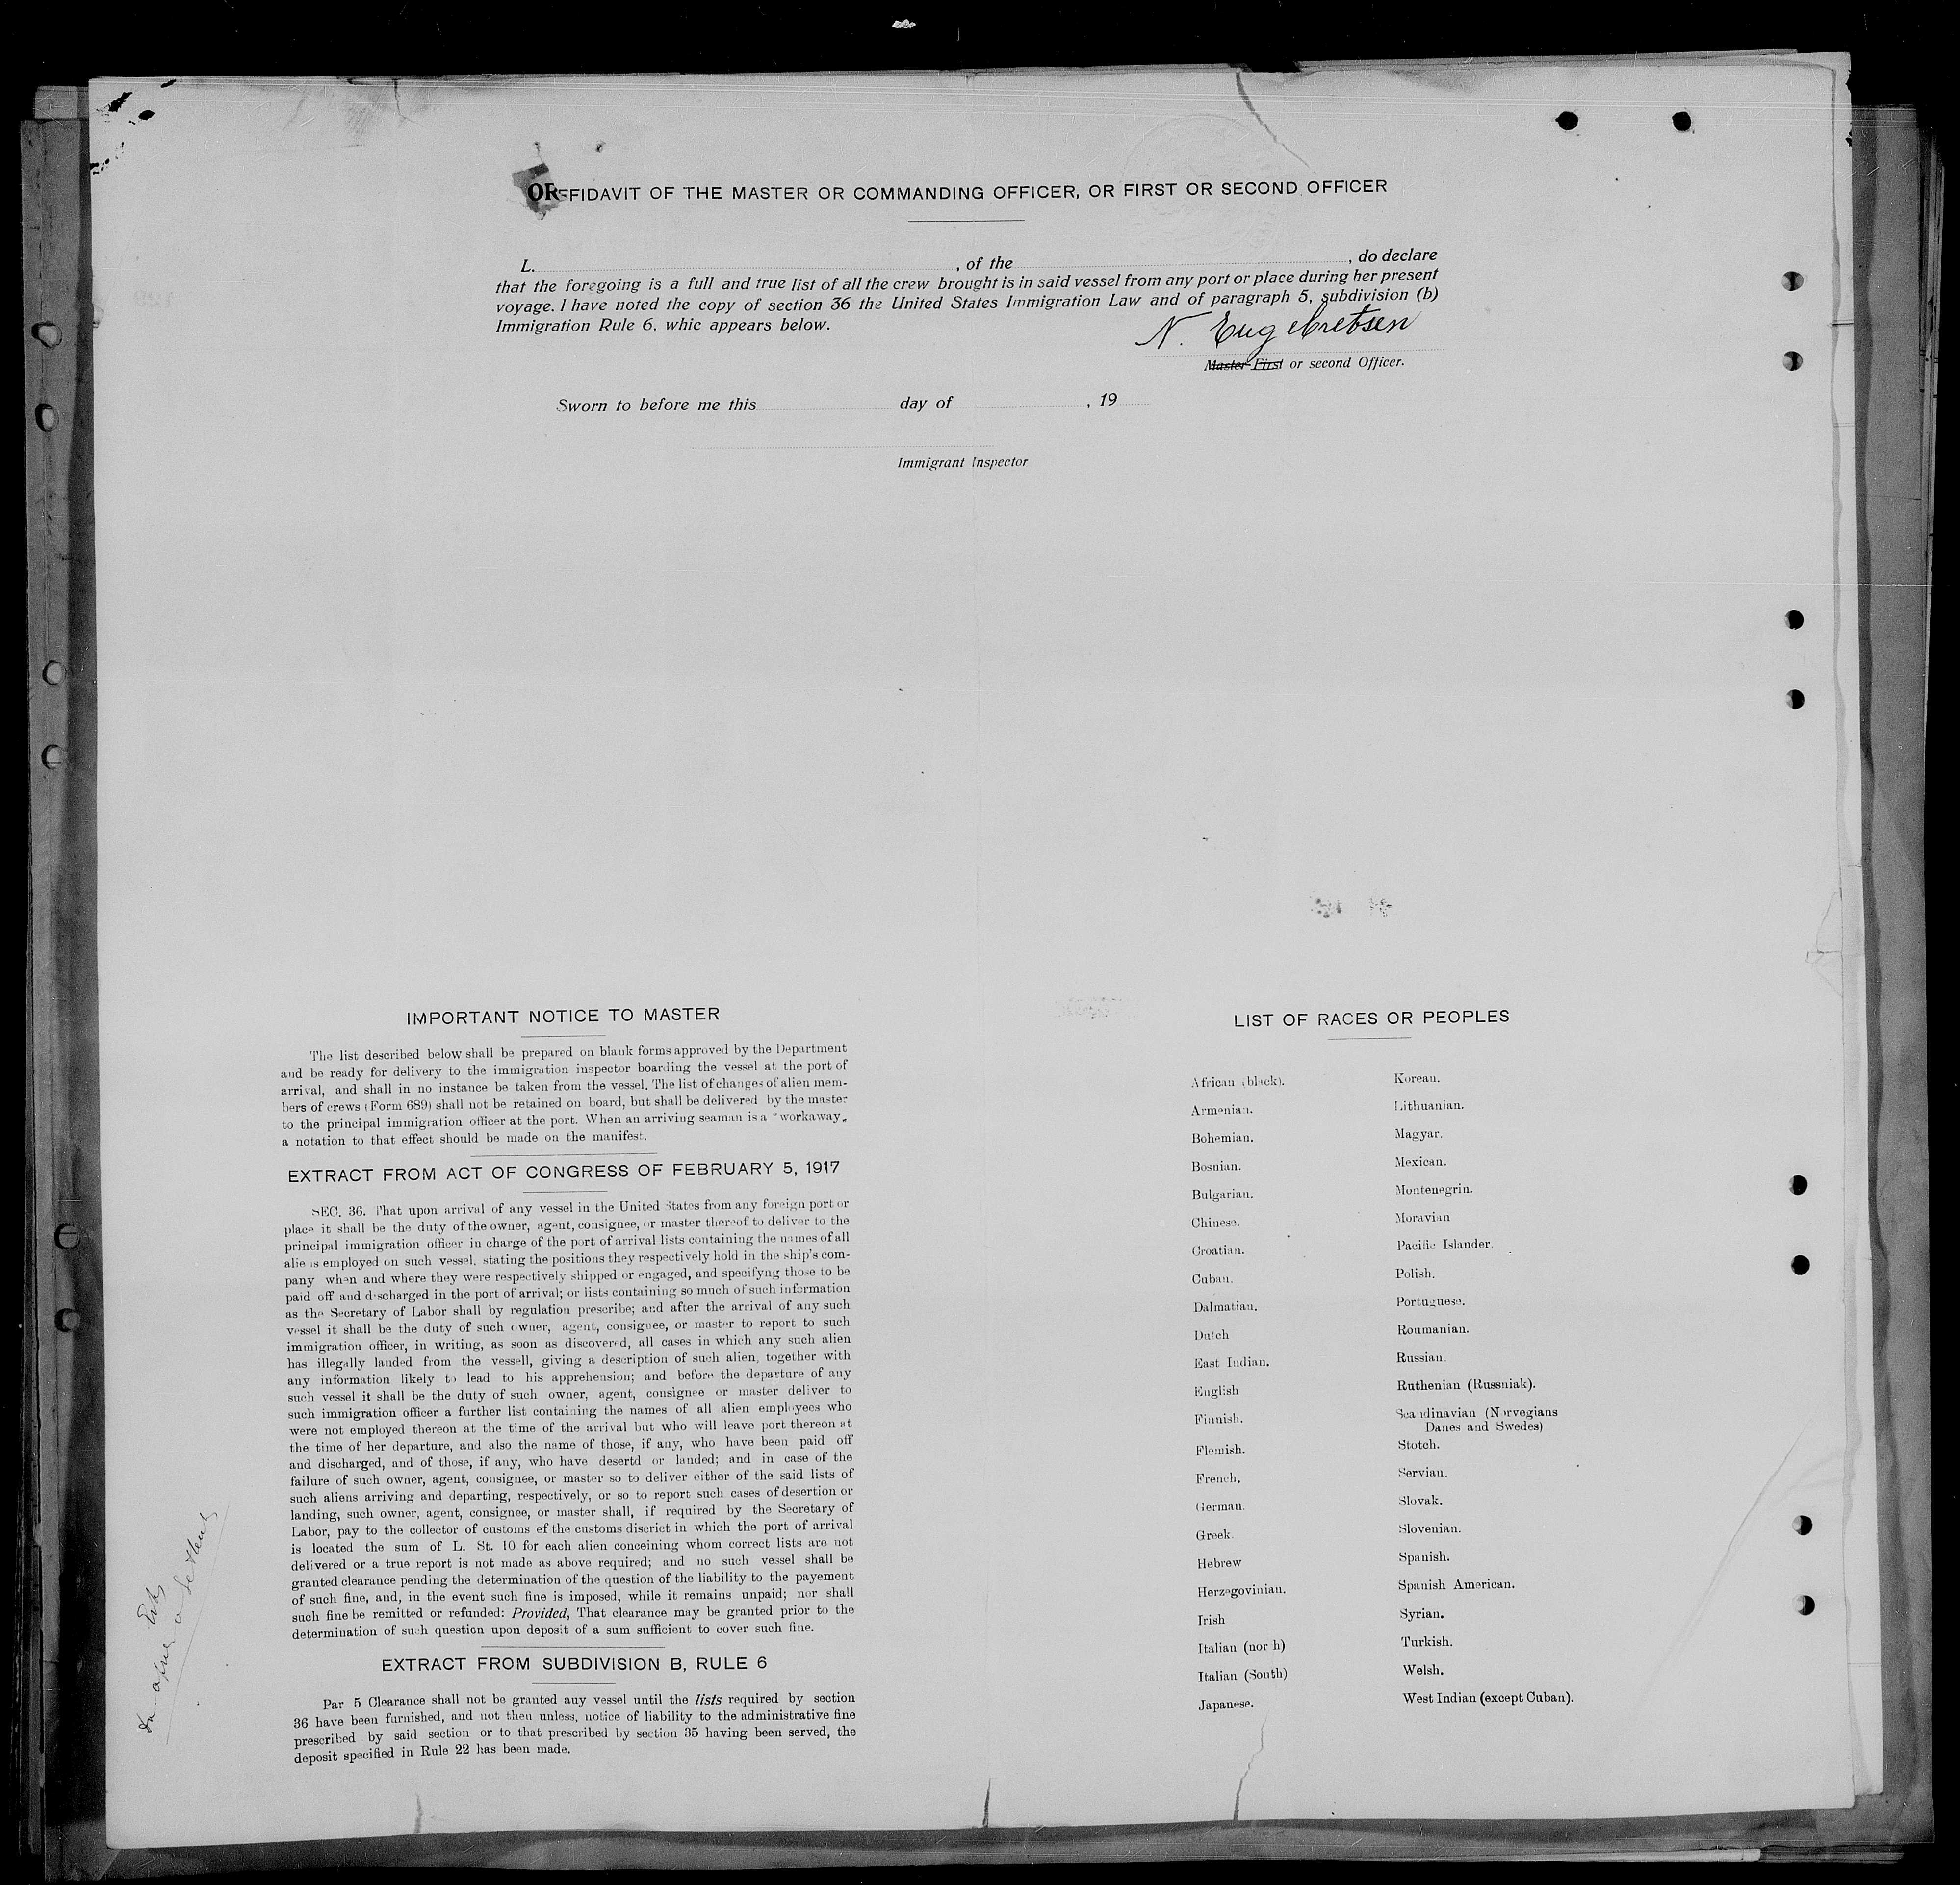 OR FFIDAVIT OF THE MASTER OR COMMANDING OFFICER, OR FIRST OR SECOND OFFICER
L. , of the , do declare
that the foregoing is a full and true list of all the crew brought is in said vessel from any port or place during her present
voyage. I have noted the copy of section 36 the United States Immigration Law and of paragraph 5, subdivision (b)
Immigration Rule 6, whic appears below.
N. Engebretsen
Master First or second Officer.
Sworn to before me this day of , 19
Immigrant Inspector
IMPORTANT NOTICE TO MASTER
The list described below shall be prepared on blank forms approved by the Department
and be ready for delivery to the immigration inspector boarding the vessel at the port of
arrival, and shall in no instance be taken from the vessel. The list of changes of alien mem-
bers of crews (Form 689) shall not be retained on board, but shall be delivered by the master
to the principal immigration officer at the port. When an arriving seaman is a "workaway„
a notation to that effect should be made on the manifest.
EXTRACT FROM ACT OF CONGRESS OF FEBRUARY 5, 1917
SEC. 36. That upon arrival of any vessel in the United States from any foreign port or
place it shall be the duty of the owner, agent, consignee, or master thereof to deliver to the
principal immigration officer in charge of the port of arrival lists containing the names of all
alie is employed on such vessel, stating the positions they respectively hold in the ship's com-
pany when and where they were respectively shipped or engaged, and specifyng those to be
paid off and discharged in the port of arrival; or lists containing so much of such information
as the Secretary of Labor shall by regulation prescribe; and after the arrival of any such
vessel it shall be the duty of such owner, agent, consignee, or master to report to such
immigration officer, in writing, as soon as discovered, all cases in which any such alien
has illegally landed from the vessell, giving a description of such alien, together with
any information likely to lead to his apprehension; and before the departure of any
such vessel it shall be the duty of such owner, agent, consignee or master deliver to
such immigration officer a further list containing the names of all alien employees who
were not employed thereon at the time of the arrival but who will leave port thereon at
the time of her departure, and also the name of those, if any, who have been paid off
and discharged, and of those, if any, who have desertd or landed; and in case of the
failure of such owner, agent, consignee, or master so to deliver either of the said lists of
such aliens arriving and departing, respectively, or so to report such cases of desertion or
landing, such owner, agent, consignee, or master shall, if required by the Secretary of
Labor, pay to the collector of customs ef the customs discrict in which the port of arrival
is located the sum of L. St. 10 for each alien conceining whom correct lists are not
delivered or a true report is not made as above required; and no such vessel shall be
granted clearance pending the determination of the question of the liability to the payement
of such fine, and, in the event such fine is imposed, while it remains unpaid; nor shall
such fine be remitted or refunded: Provided, That clearance may be granted prior to the
determination of such question upon deposit of a sum sufficient to cover such fine.
EXTRACT FROM SUBDIVISION B, RULE 6
Par 5 Clearance shall not be granted any vessel until the lists required by section
36 have been furnished, and not then unless, notice of liability to the administrative fine
prescribed by said section or to that prescribed by section 35 having been served, the
deposit specified in Rule 22 has been made.
LIST OF RACES OR PEOPLES
African (black).
Armenian.
Bohemian.
Bosnian.
Bulgarian.
Chinese.
Croatian.
Cuban.
Dalmatian.
Dutch
East Indian.
English
Finnish.
Flemish.
French.
German.
Greek.
Hebrew
Herzegovinian.
Irish
Italian (nor h)
Italian (South)
Japanese.
Korean.
Lithuanian.
Magyar.
Mexican.
Montenegrin.
Moravian
Pacific Islander.
Polish.
Portuguese.
Roumanian.
Russian.
Ruthenian (Russniak).
Scandinavian (Norvegians
Danes and Swedes)
Stotch.
Servian.
Slovak.
Slovenian.
Spanish.
Spanish American.
Syrian.
Turkish.
Welsh.
West Indian (except Cuban).